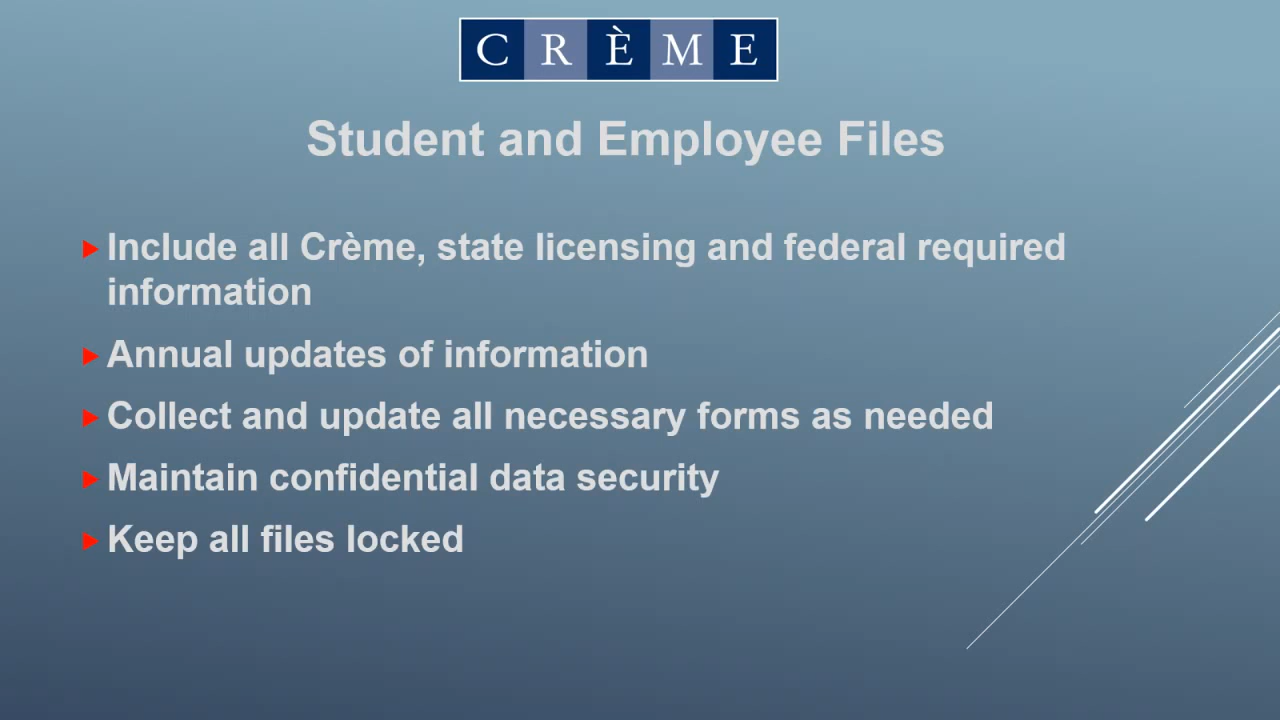 CRÈME
Student and Employee Files
Include all Crème, state licensing and federal required
information
Annual updates of information
Collect and update all necessary forms as needed
Maintain confidential data security
Keep all files locked